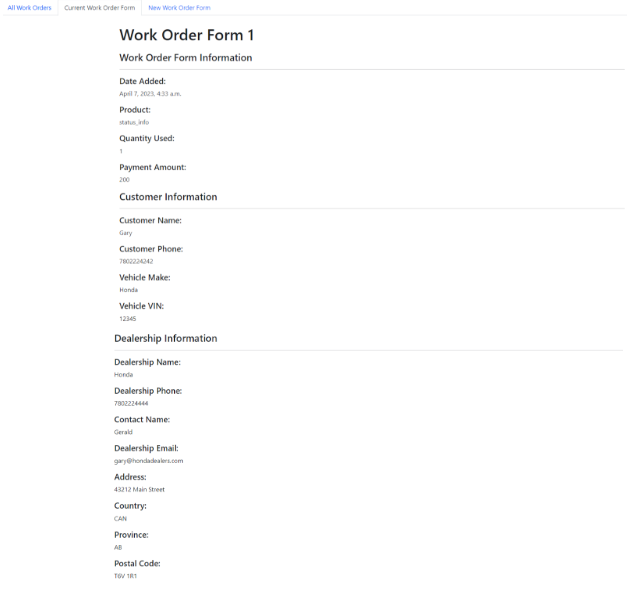 All Work Orders Current Work Order Form New Work Order Form
Work Order Form 1
Work Order Form Information
Date Added:
April 7, 2023, 4:33 a.m.
Product:
status_info
Quantity Used:
1
Payment Amount:
200
Customer Information
Customer Name:
Gary
Customer Phone:
7802224242
Vehicle Make:
Honda
Vehicle VIN:
12345
Dealership Information
Dealership Name:
Honda
Dealership Phone:
7802224444
Contact Name:
Gerald
Dealership Email:
gary@hondadealers.com
Address:
43212 Main Street
Country:
CAN
Province:
AB
Postal Code:
T6V 1R1